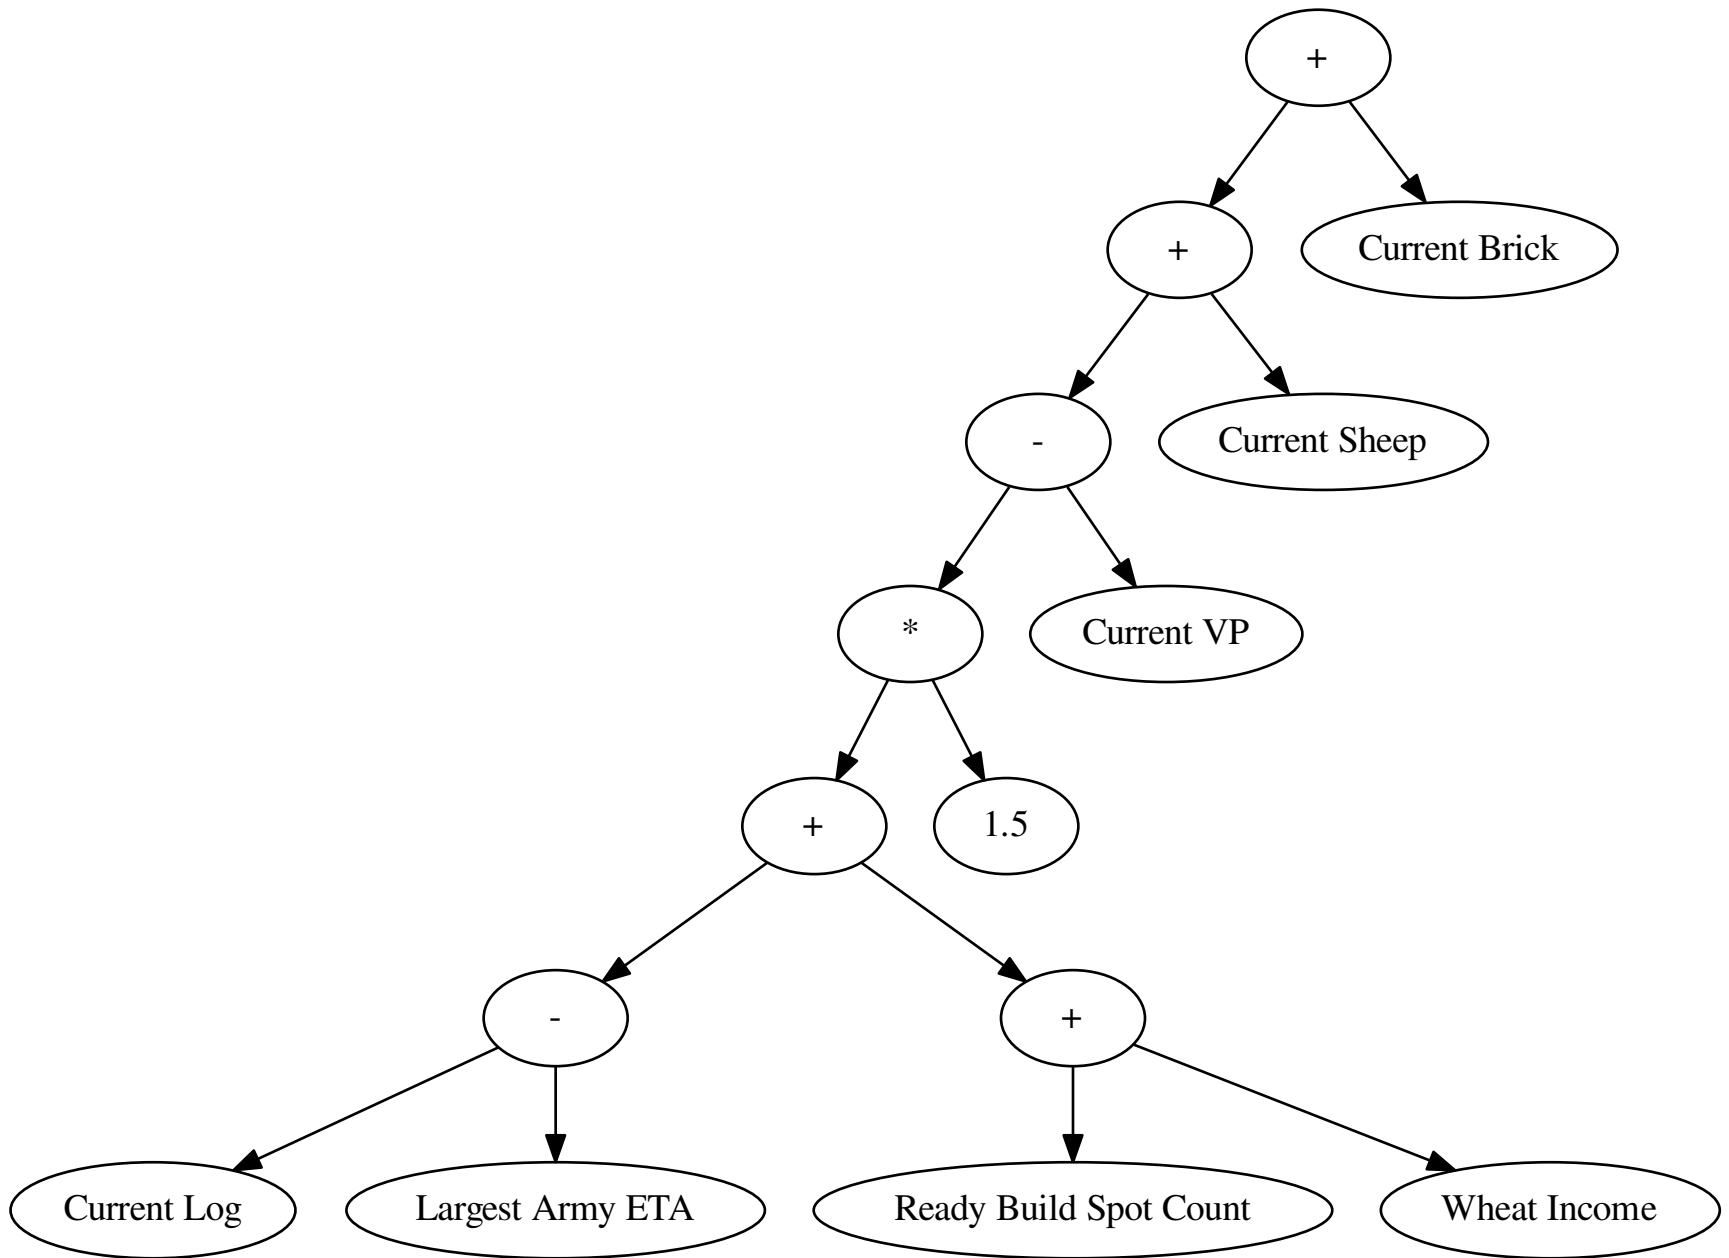 +
+
Current Brick
-
Current Sheep
*
Current VP
+
1.5
-
+
Current Log
Largest Army ETA
Ready Build Spot Count
Wheat Income